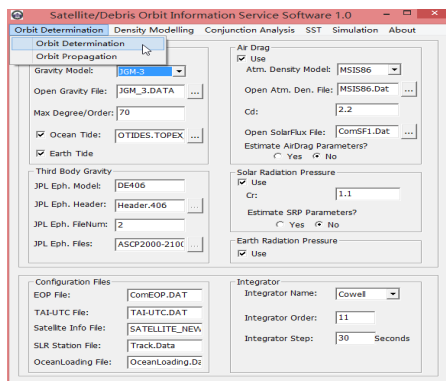 Satellite/Debris Orbit Information Service Software 1.0
Orbit Determination Density Modelling Conjunction Analysis SST Simulation About
Orbit Determination
Orbit Propagation
Gravity Model: JGM-3
Open Gravity File: JGM_3.DATA ...
Max Degree/Order: 70
Ocean Tide: OTIDES.TOPEX
Earth Tide
Third Body Gravity
JPL Eph. Model: DE406
JPL Eph. Header: Header.406 ...
JPL Eph. FileNum: 2
JPL Eph. Files: ASCP2000-210( ...
Air Drag
Use
Atm. Density Model: MSIS86
Open Atm. Den. File: MSIS86.Dat ...
Cd: 2.2
Open SolarFlux File: ComSF1.Dat ...
Estimate AirDrag Parameters?
Yes No
Solar Radiation Pressure
Use
Cr: 1.1
Estimate SRP Parameters?
Yes No
Earth Radiation Pressure
Use
Configuration Files
EOP File: ComEOP.DAT
TAI-UTC File: TAI-UTC.DAT
Satellite Info File: SATELLITE_NEW
SLR Station File: Track.Data
OceanLoading File: OceanLoading.Da
Integrator
Integrator Name: Cowell
Integrator Order: 11
Integrator Step: 30 Seconds